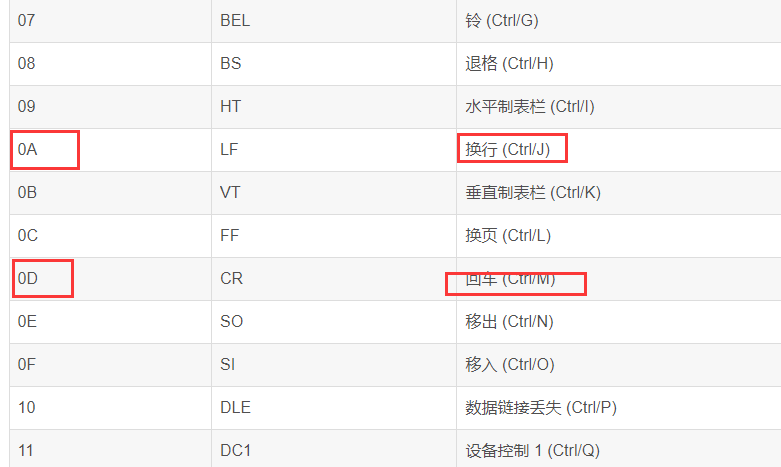 07 BEL 铃 (Ctrl/G)
08 BS 退格 (Ctrl/H)
09 HT 水平制表栏 (Ctrl/I)
0A LF 换行 (Ctrl/J)
0B VT 垂直制表栏 (Ctrl/K)
0C FF 换页 (Ctrl/L)
0D CR 回车 (Ctrl/M)
0E SO 移出 (Ctrl/N)
0F SI 移入 (Ctrl/O)
10 DLE 数据链接丢失 (Ctrl/P)
11 DC1 设备控制 1 (Ctrl/Q)